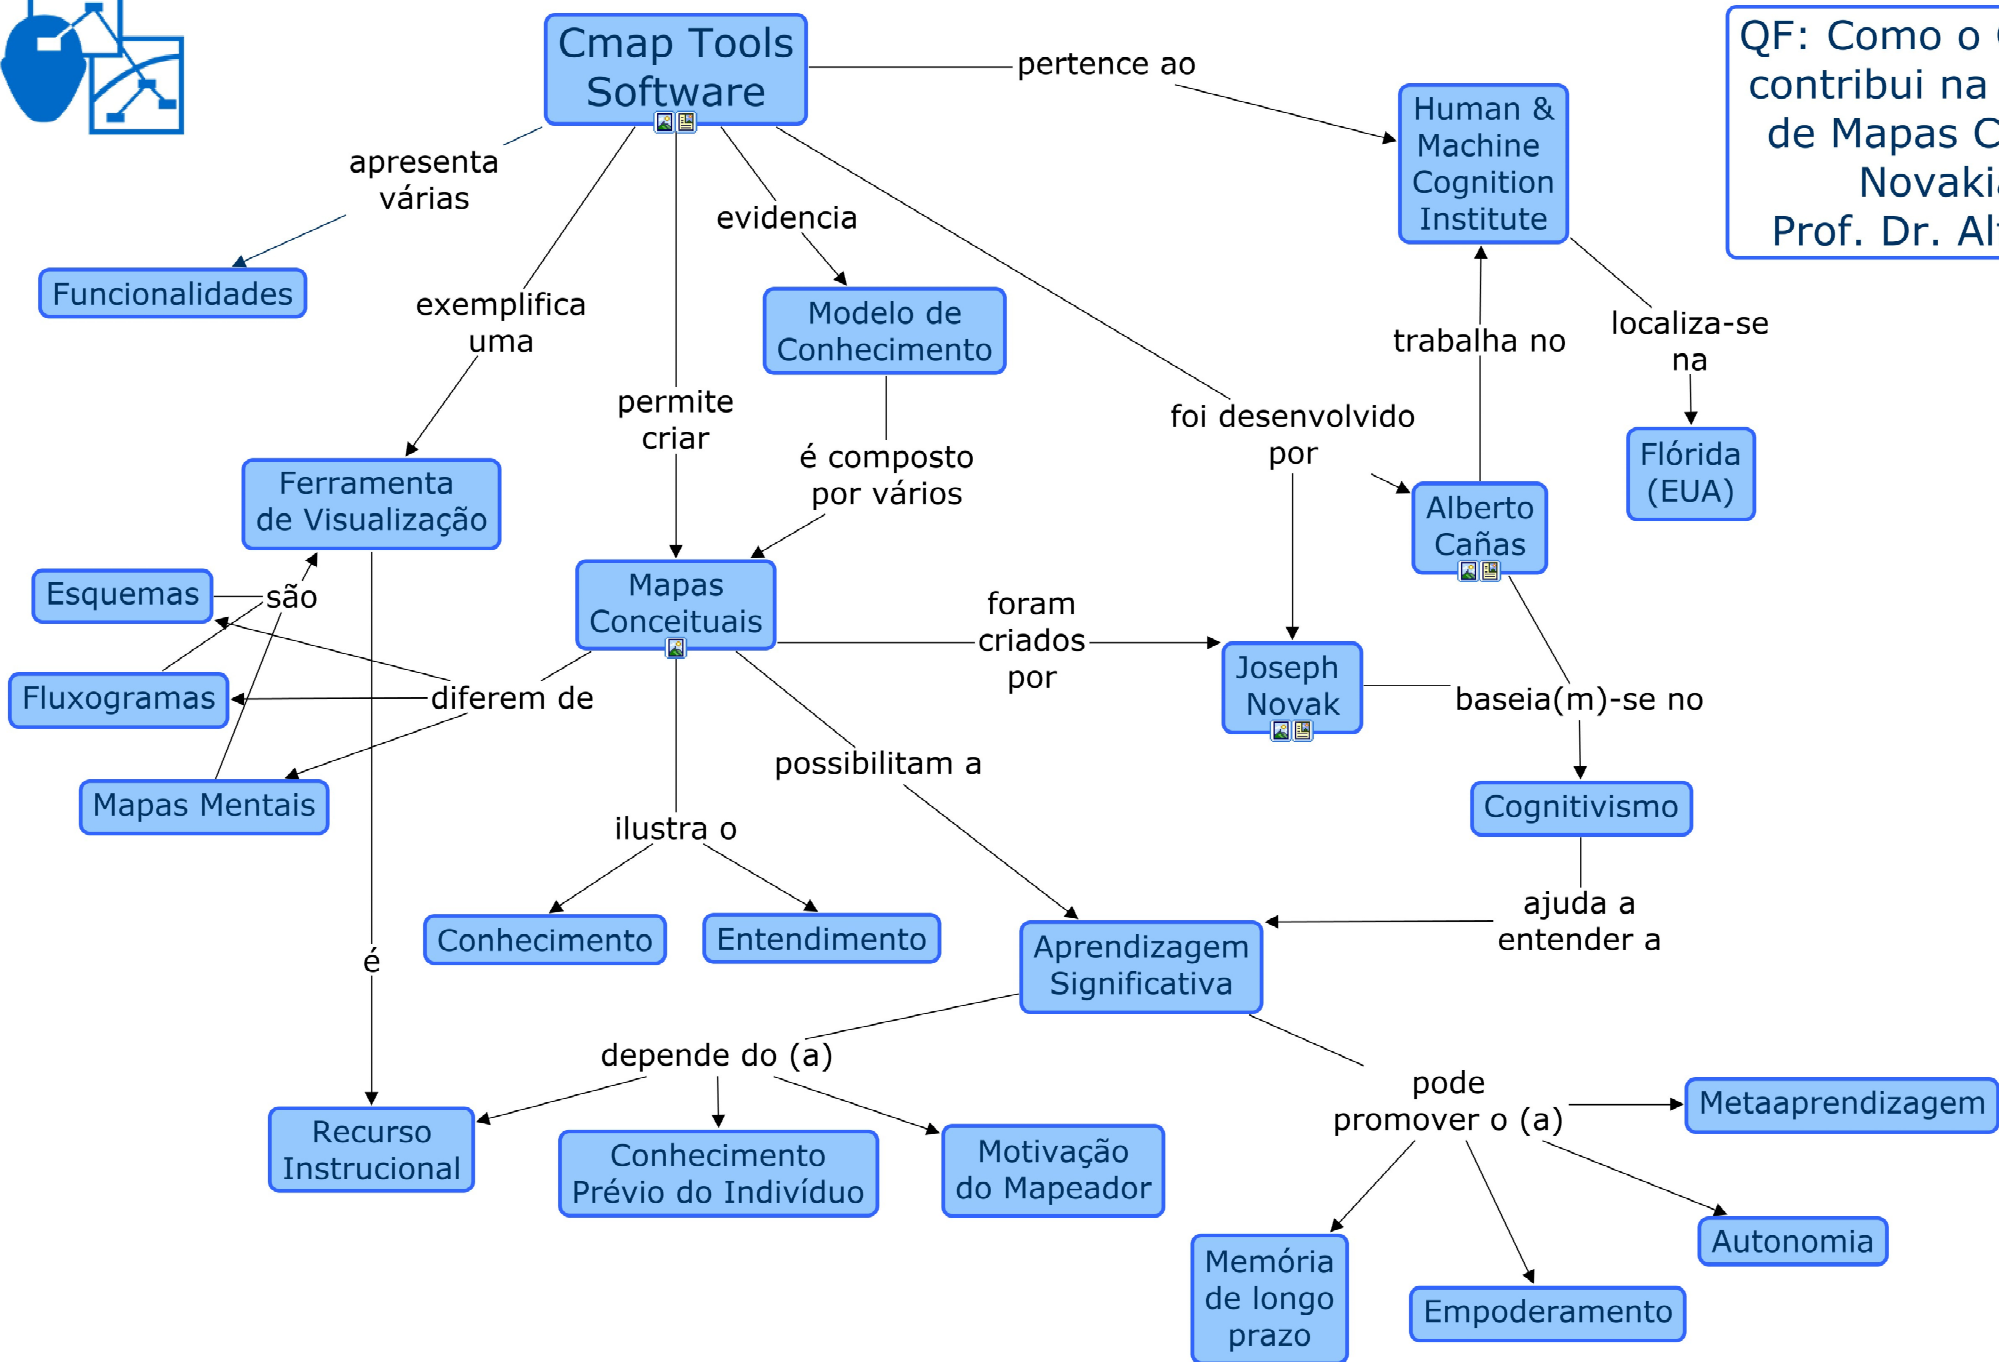 Cmap Tools
Software
pertence ao
QF: Como o
contribui na
de Mapas
Prof. Dr.
Human &
Machine
Cognition
Institute
apresenta
várias
evidencia
Funcionalidades
exemplifica
uma
Modelo de
Conhecimento
trabalha no
localiza-se
na
permite
criar
foi desenvolvido
por
é composto
por vários
Flórida
(EUA)
Ferramenta
de Visualização
Alberto
Cañas
Esquemas
são
Mapas
Conceituais
foram
criados
por
Joseph
Novak
Fluxogramas
diferem de
baseia(m)-se no
possibilitam a
Mapas Mentais
Cognitivismo
ilustra o
ajuda a
entender a
Conhecimento
Entendimento
Aprendizagem
Significativa
é
depende do (a)
pode
promover o (a)
Metaaprendizagem
Recurso
Instrucional
Conhecimento
Prévio do Indivíduo
Motivação
do Mapeador
Autonomia
Memória
de longo
prazo
Empoderamento